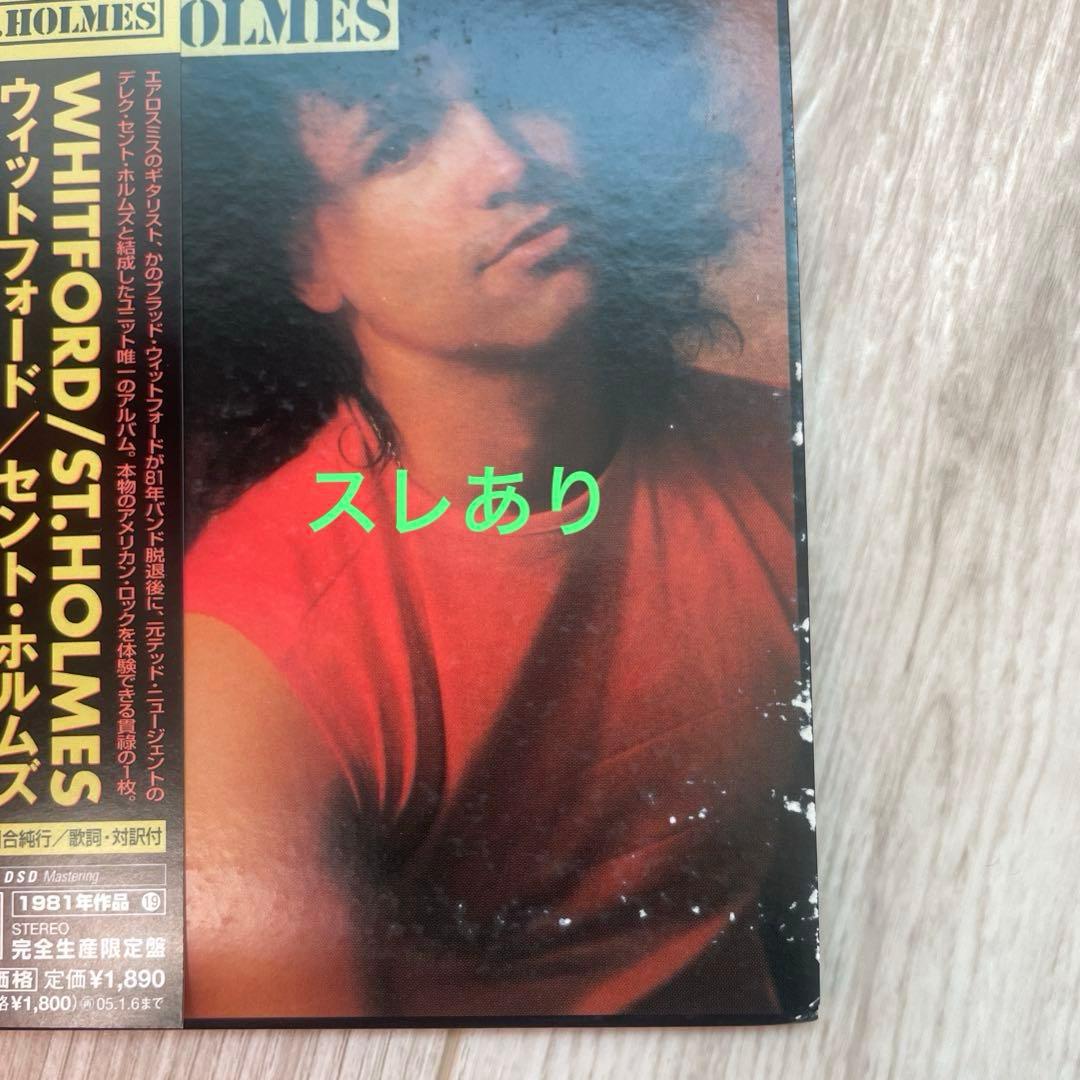 .HOLMES
OLMES
エアロスミスのギタリスト、かのブラッド・ウィットフォードが81年バンド脱退後に、元テッド・ニュージェントの
デレク・セント・ホルムズと結成したユニット唯一のアルバム。本物のアメリカン・ロックを体験できる貫祿の1枚。
WHITFORD/ST.HOLMES
ウィットフォード/セント・ホルムズ
スレあり
合純行/歌詞・対訳付
DSD Mastering
1981年作品 19
STEREO
完全生産限定盤
価格 定価¥1,890
格¥1,800) 再 05.1.6まで